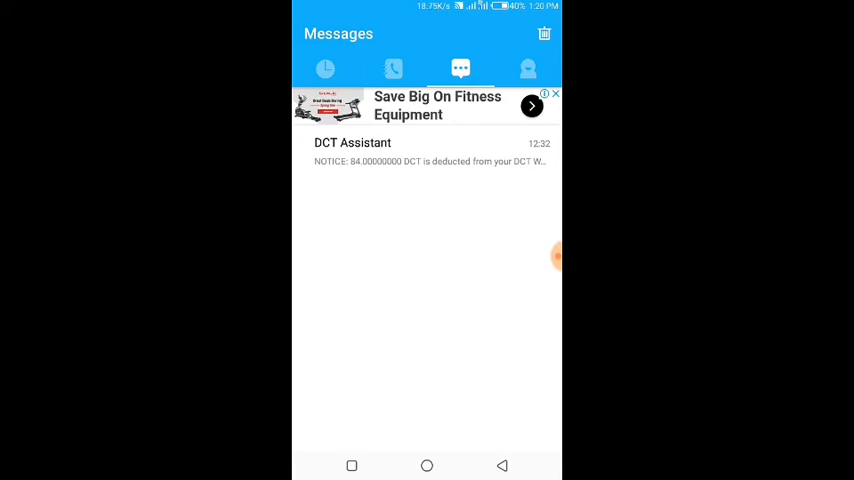 18.75K/s 40% 1:20 PM
Messages
Save Big On Fitness
Equipment
DCT Assistant 12:32
NOTICE: 84.00000000 DCT is deducted from your DCT W...